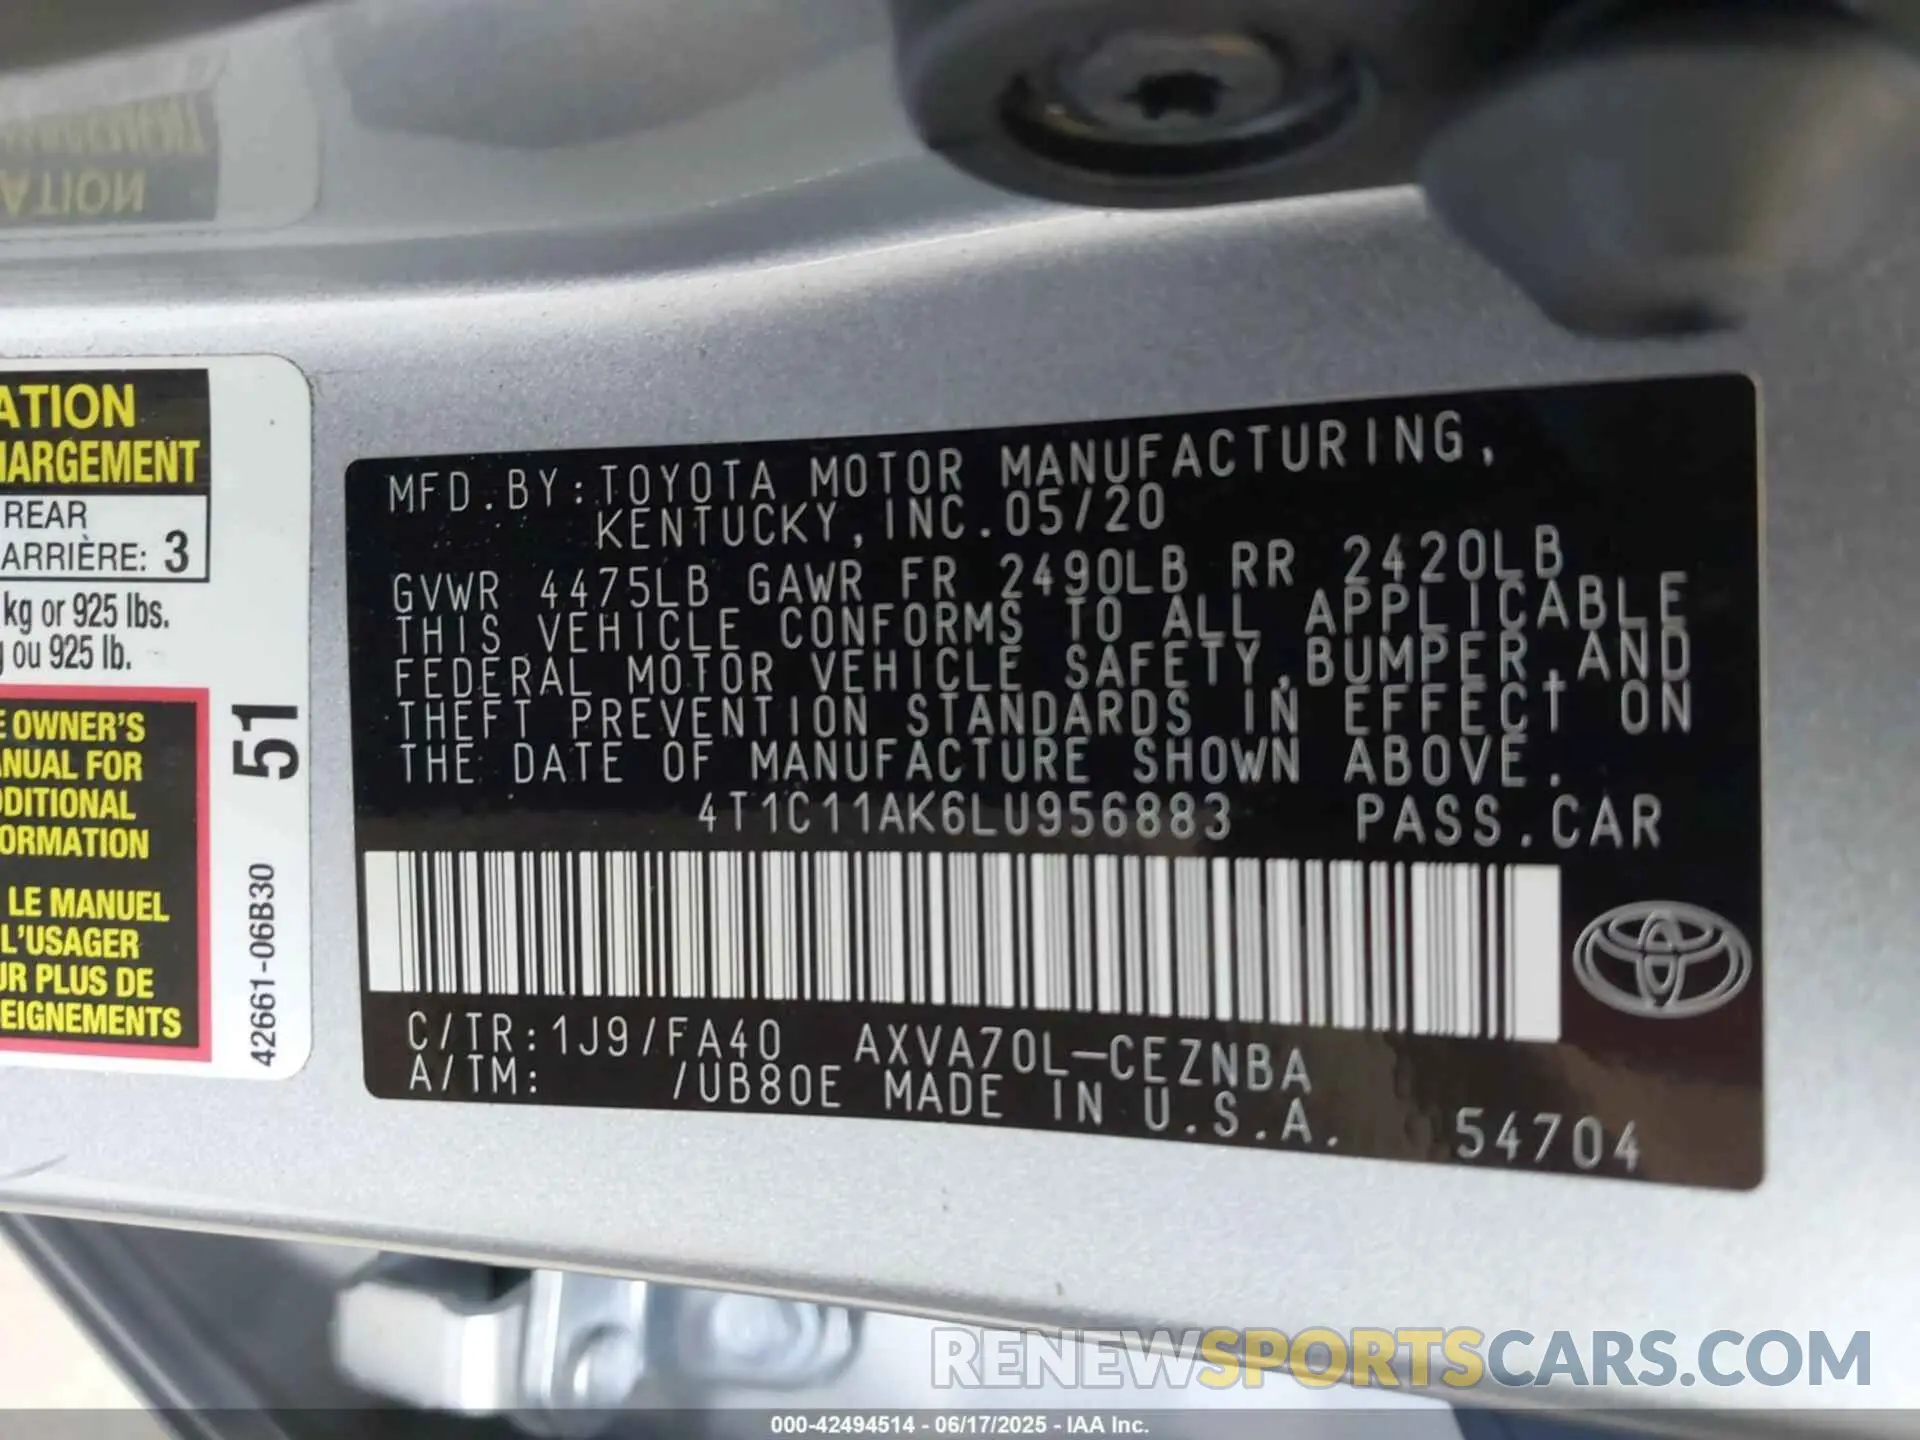 ATION
HARGEMENT
REAR
ARRIÈRE: 3
kg or 925 lbs.
ou 925 lb.
OWNER'S
ANUAL FOR
DDITIONAL
ORMATION
LE MANUEL
L'USAGER
UR PLUS DE
EIGNEMENTS
51
42661-06B30
MFD.BY:TOYOTA MOTOR MANUFACTURING,
KENTUCKY,INC.05/20
GVWR 4475LB GAWR FR 2490LB RR 2420LB
THIS VEHICLE CONFORMS TO ALL APPLICABLE
FEDERAL MOTOR VEHICLE SAFETY,BUMPER,AND
THEFT PREVENTION STANDARDS IN EFFECT ON
THE DATE OF MANUFACTURE SHOWN ABOVE.
4T1C11AK6LU956883 PASS.CAR
C/TR:1J9/FA40 AXVA70L-CEZNBA
A/TM: /UB80E MADE IN U.S.A.
54704
RENEWSPORTSCARS.COM
000-42494514 - 06/17/2025 - IAA Inc.